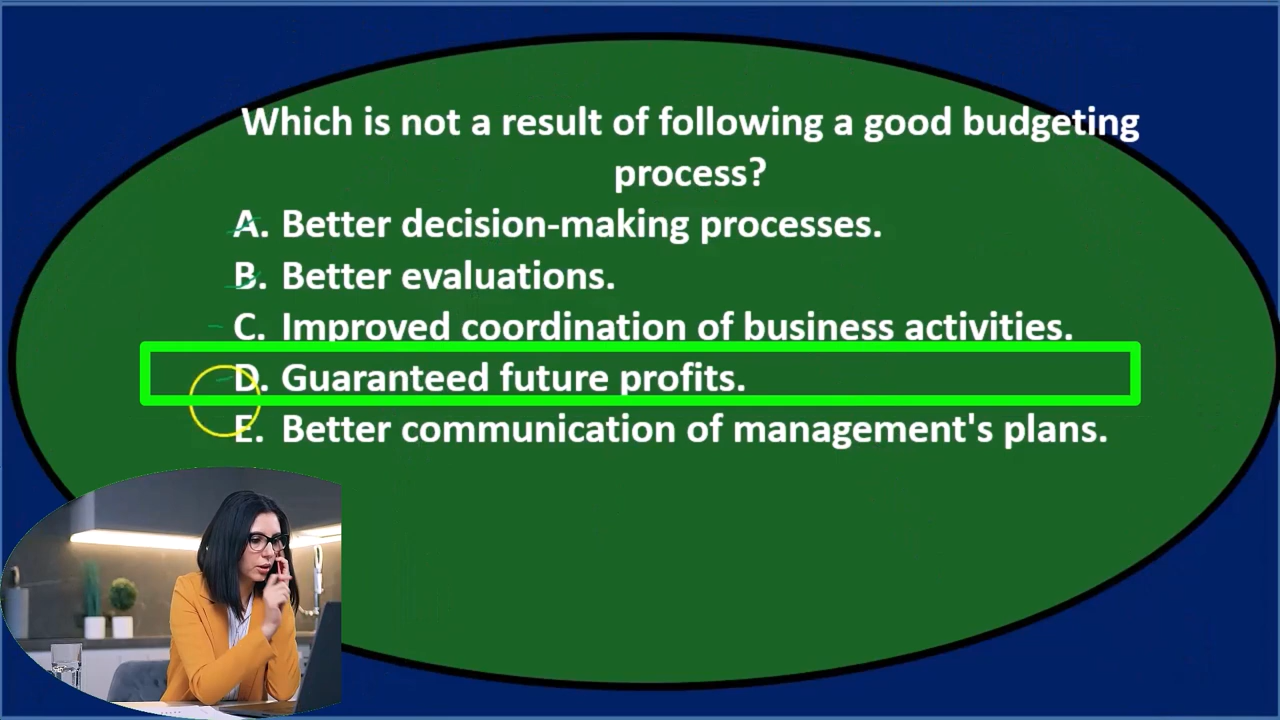 Which is not a result of following a good budgeting
process?
A. Better decision-making processes.
B. Better evaluations.
C. Improved coordination of business activities.
D. Guaranteed future profits.
E. Better communication of management's plans.